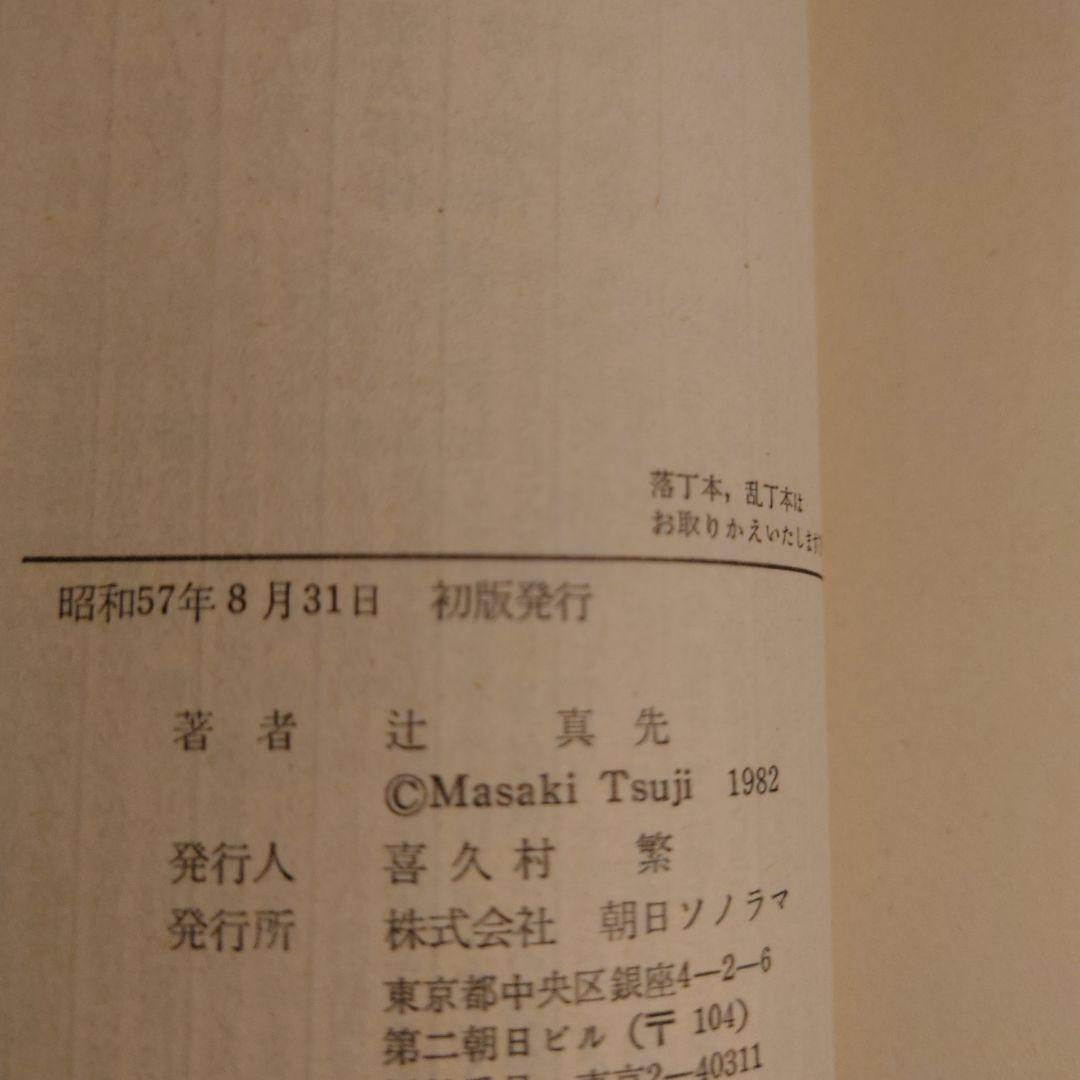 落丁本，乱丁本は
お取りかえいたします
昭和57年8月31日 初版発行
著者 辻 真先
©Masaki Tsuji 1982
発行人 喜久村 繁
発行所 株式会社 朝日ソノラマ
東京都中央区銀座4—2—6
第二朝日ビル (〒 104)
東京2—40311